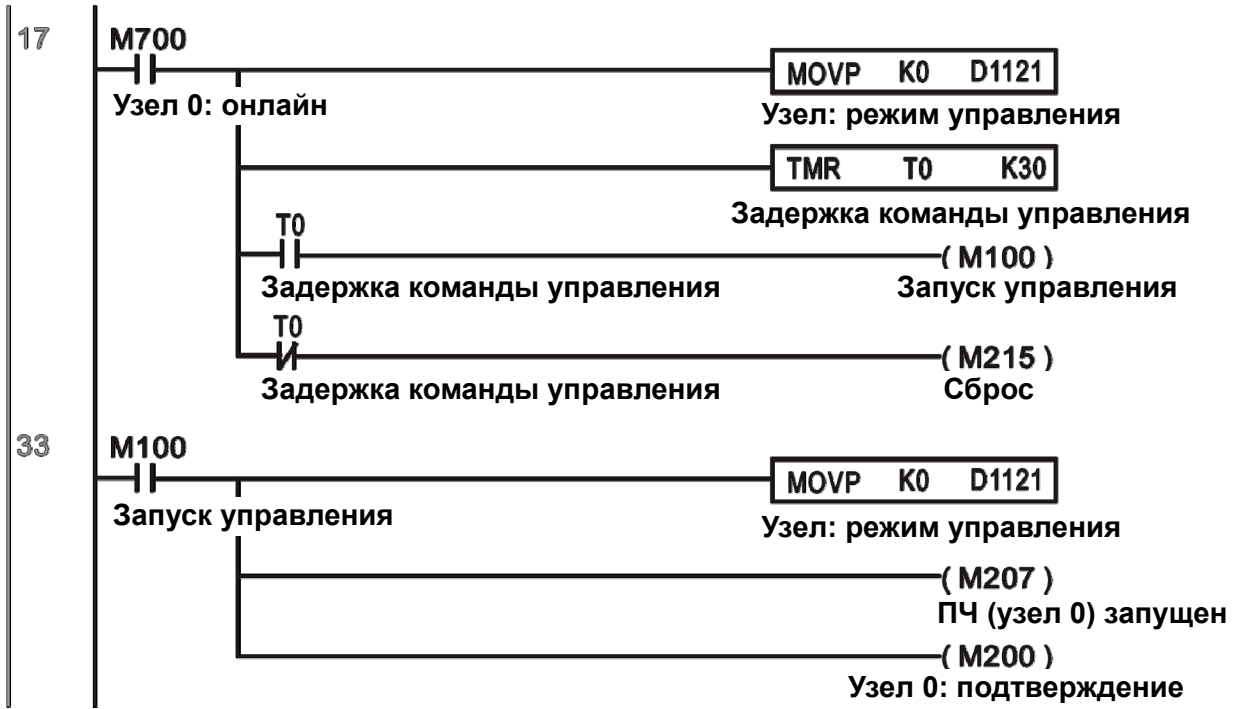 17
M700
MOVP K0 D1121
Узел 0: онлайн
Узел: режим управления
TMR T0 K30
Задержка команды управления
T0
( M100 )
Задержка команды управления
Запуск управления
T0
( M215 )
Задержка команды управления
Сброс
33
M100
MOVP K0 D1121
Запуск управления
Узел: режим управления
( M207 )
ПЧ (узел 0) запущен
( M200 )
Узел 0: подтверждение